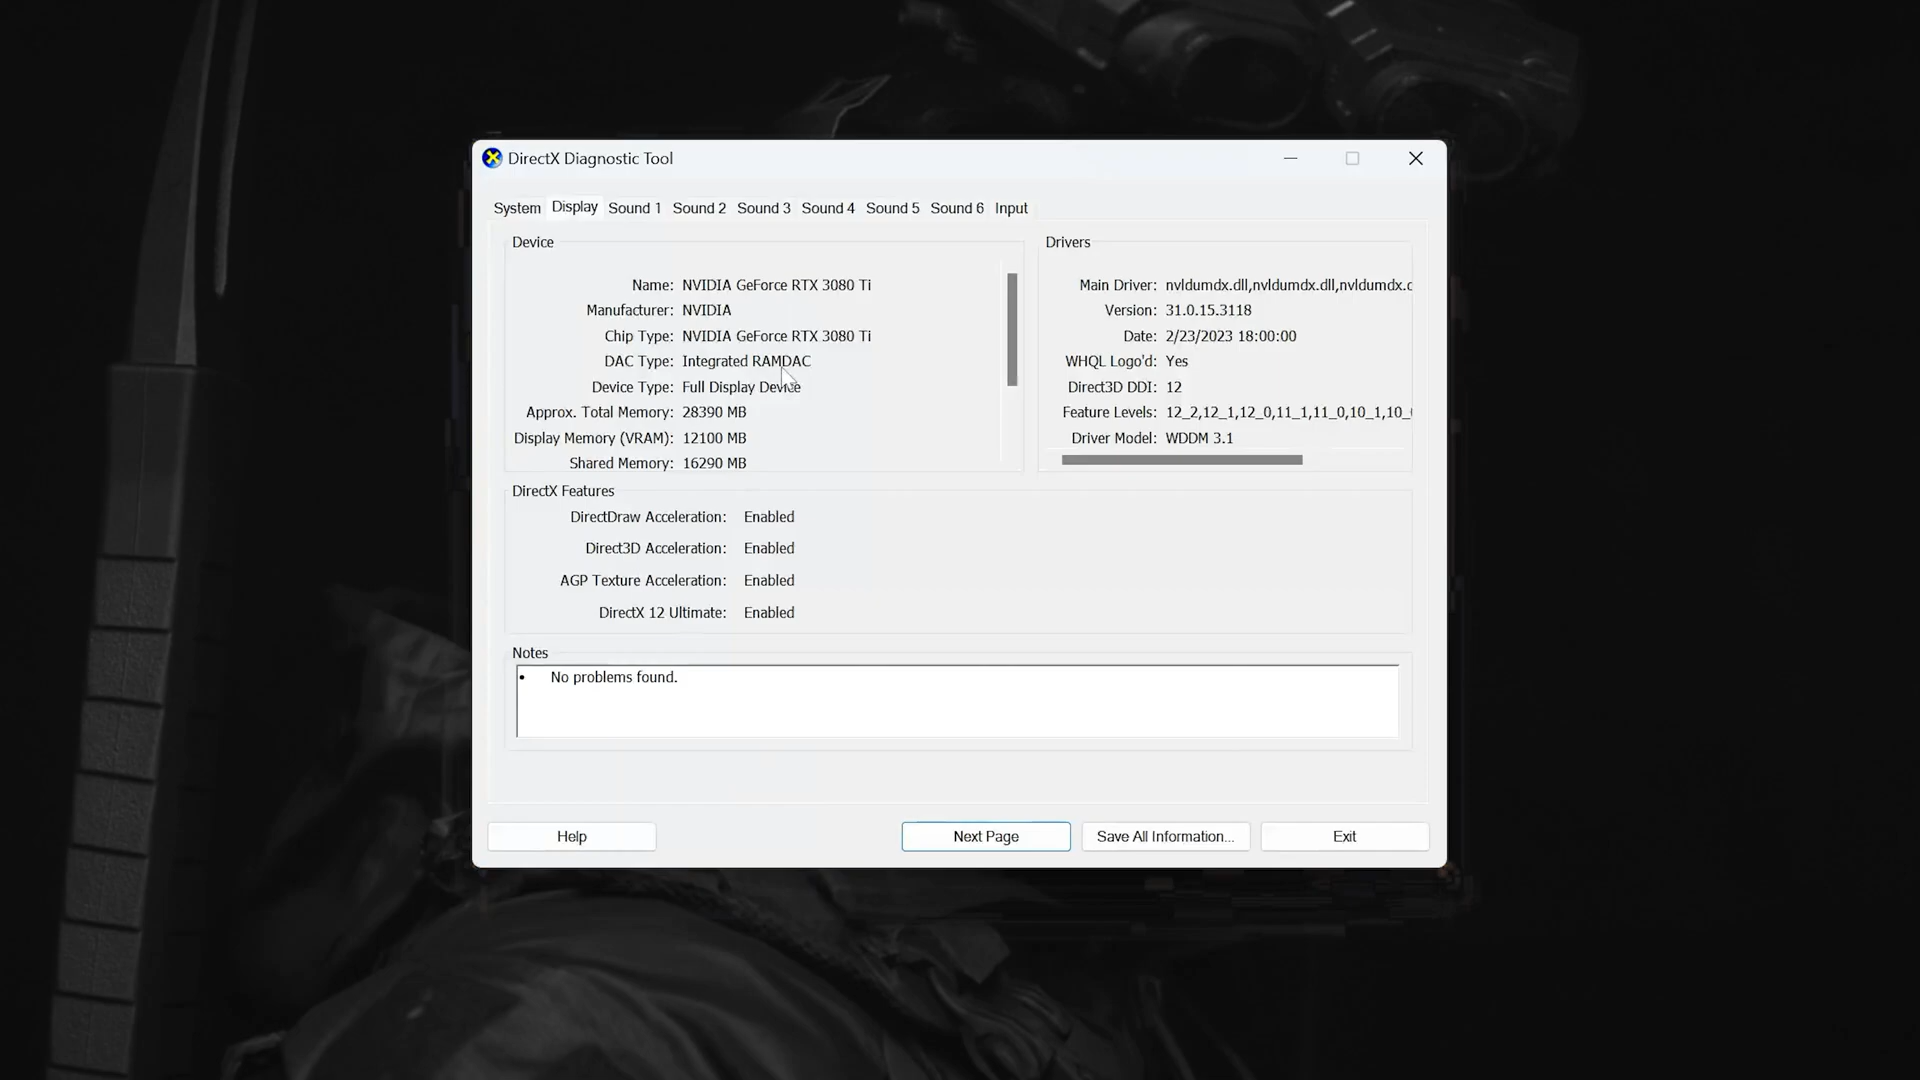 DirectX Diagnostic Tool
System Display Sound 1 Sound 2 Sound 3 Sound 4 Sound 5 Sound 6 Input
Device
Name: NVIDIA GeForce RTX 3080 Ti
Manufacturer: NVIDIA
Chip Type: NVIDIA GeForce RTX 3080 Ti
DAC Type: Integrated RAMDAC
Device Type: Full Display Device
Approx. Total Memory: 28390 MB
Display Memory (VRAM): 12100 MB
Shared Memory: 16290 MB
Drivers
Main Driver: nvldumdx.dll,nvldumdx.dll,nvldumdx.d
Version: 31.0.15.3118
Date: 2/23/2023 18:00:00
WHQL Logo'd: Yes
Direct3D DDI: 12
Feature Levels: 12_2,12_1,12_0,11_1,11_0,10_1,10_
Driver Model: WDDM 3.1
DirectX Features
DirectDraw Acceleration: Enabled
Direct3D Acceleration: Enabled
AGP Texture Acceleration: Enabled
DirectX 12 Ultimate: Enabled
Notes
• No problems found.
Help
Next Page
Save All Information...
Exit